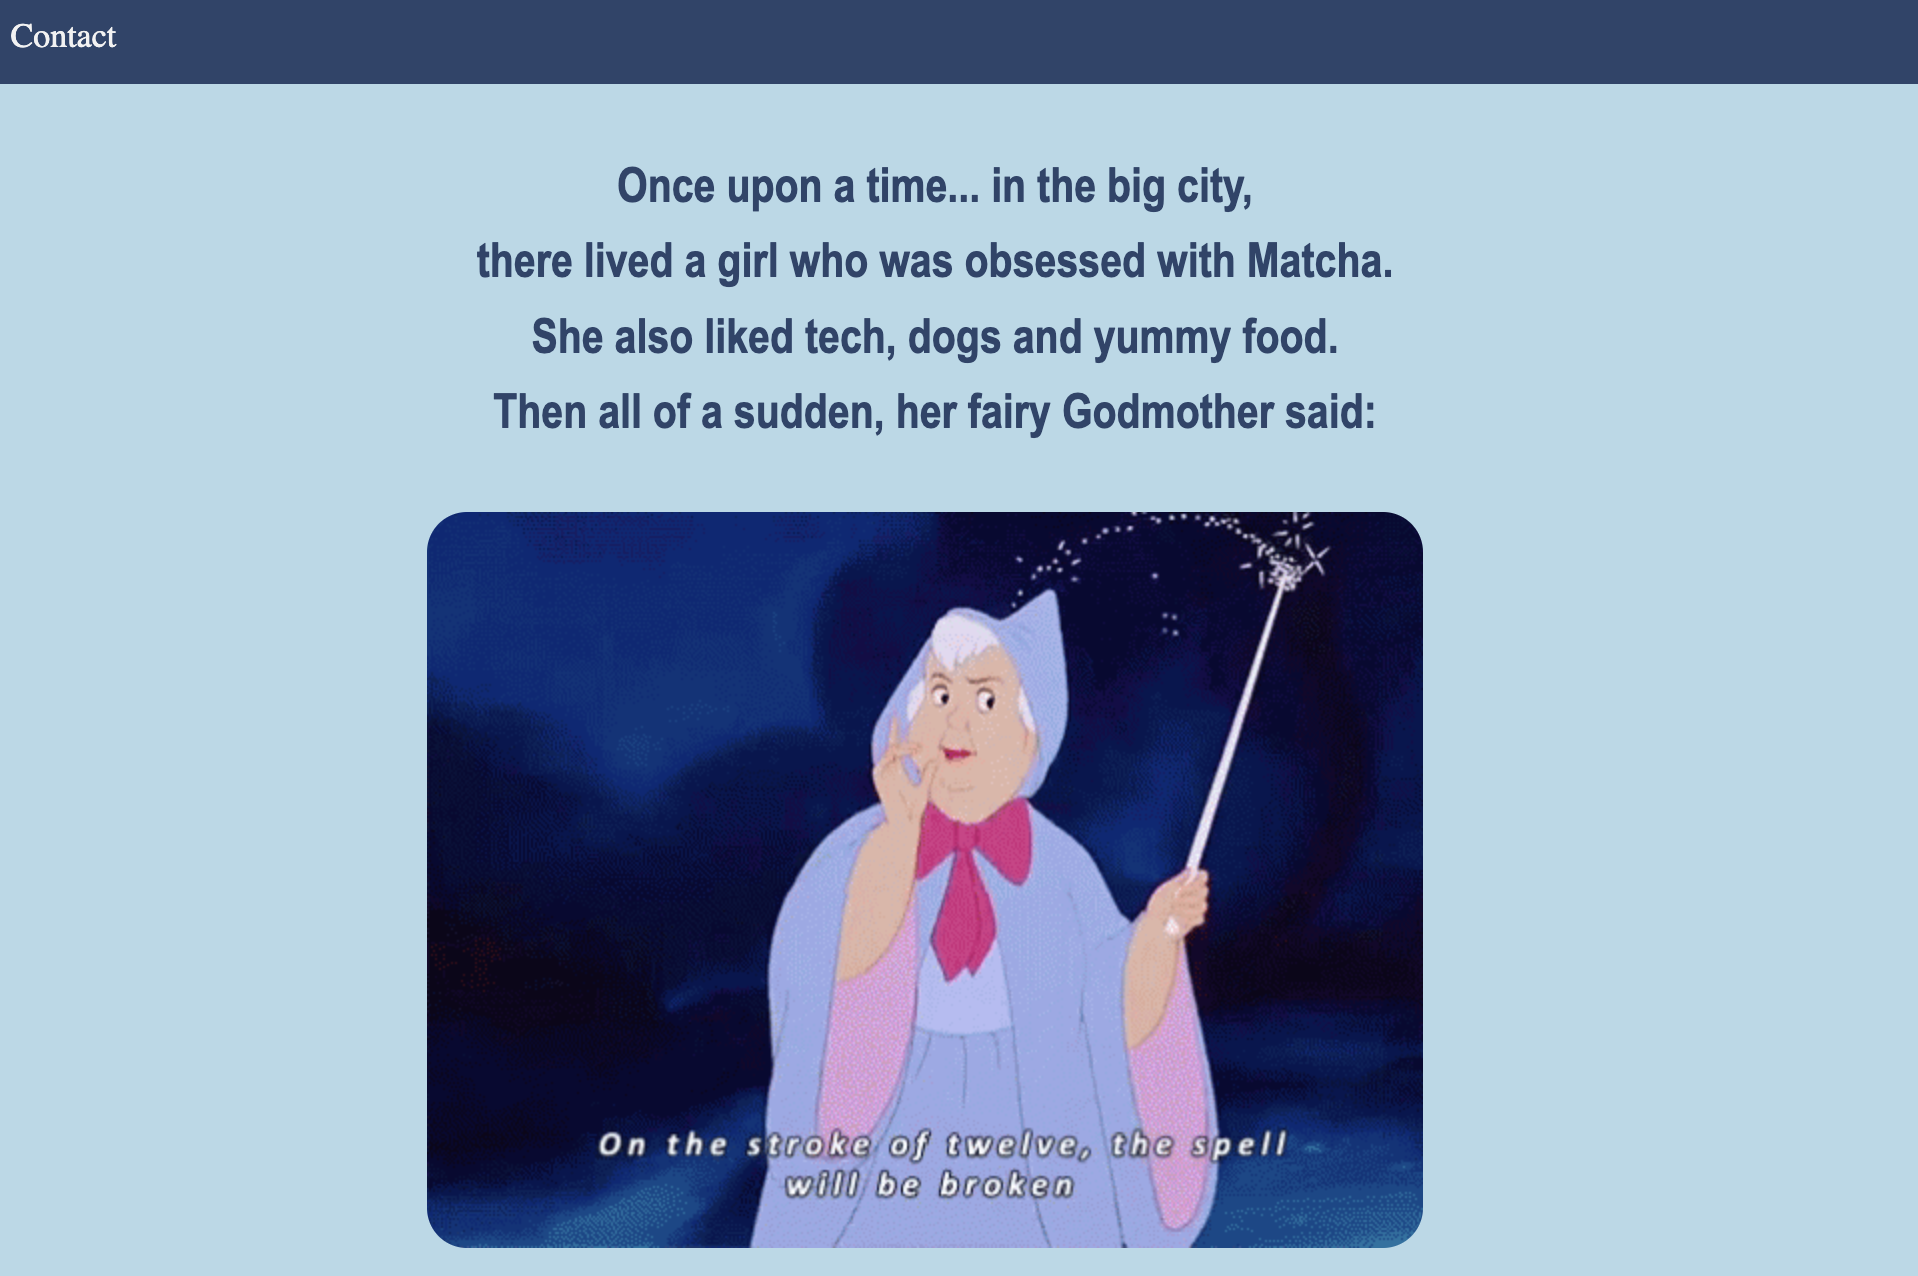 Contact
Once upon a time... in the big city,
there lived a girl who was obsessed with Matcha.
She also liked tech, dogs and yummy food.
Then all of a sudden, her fairy Godmother said:
On the stroke of twelve, the spell
will be broken